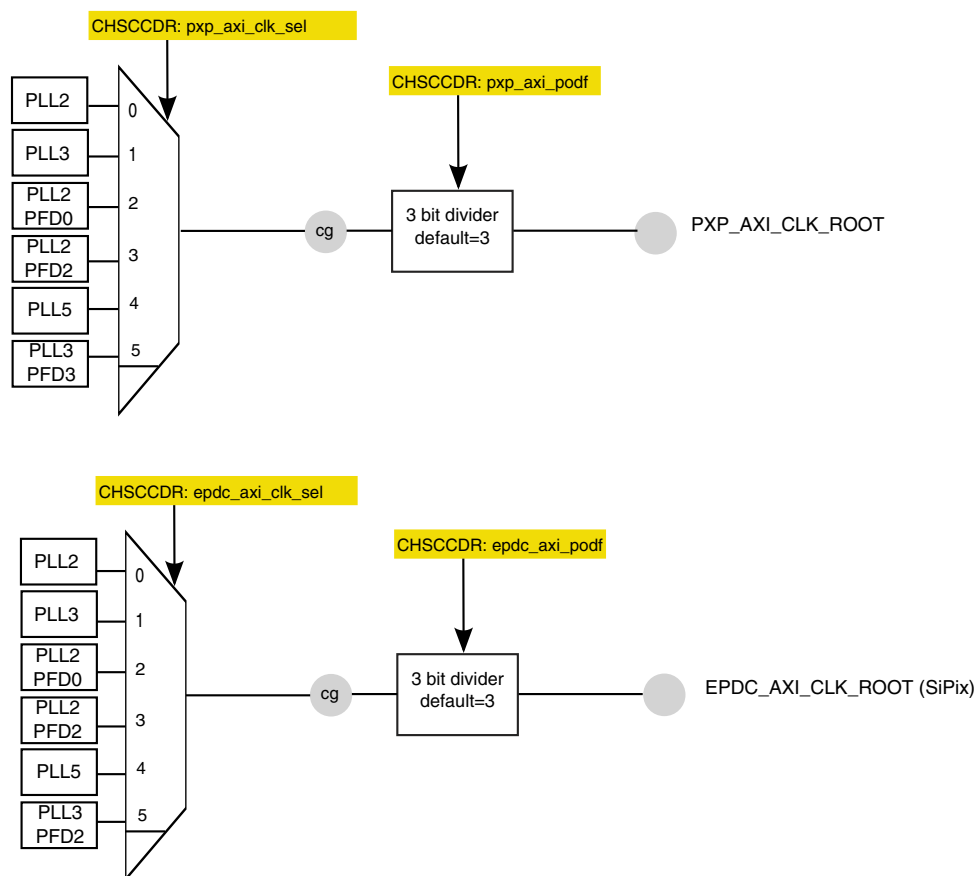 CHSCCDR: pxp_axi_clk_sel
CHSCCDR: pxp_axi_podf
PLL2
0
PLL3
1
PLL2
PFD0
2
PLL2
PFD2
3
PLL5
4
PLL3
PFD3
5
cg
3 bit divider
default=3
PXP_AXI_CLK_ROOT
CHSCCDR: epdc_axi_clk_sel
CHSCCDR: epdc_axi_podf
PLL2
0
PLL3
1
PLL2
PFD0
2
PLL2
PFD2
3
PLL5
4
PLL3
PFD2
5
cg
3 bit divider
default=3
EPDC_AXI_CLK_ROOT (SiPix)